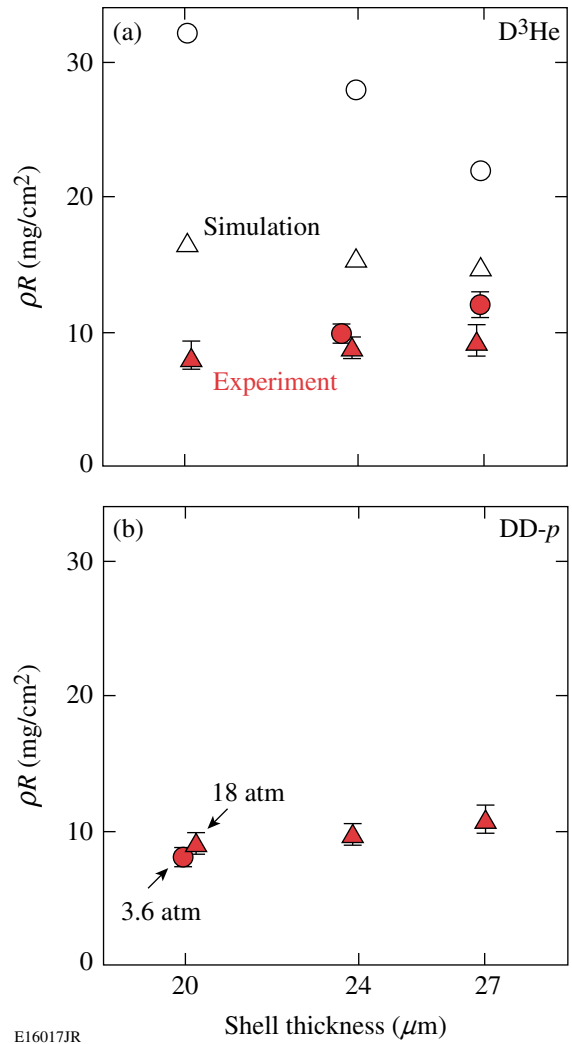 (a)
D³He
30
20
10
0
ρR (mg/cm²)
Simulation
Experiment
(b)
DD-p
30
20
10
0
ρR (mg/cm²)
18 atm
3.6 atm
20
24
27
Shell thickness (μm)
E16017JR